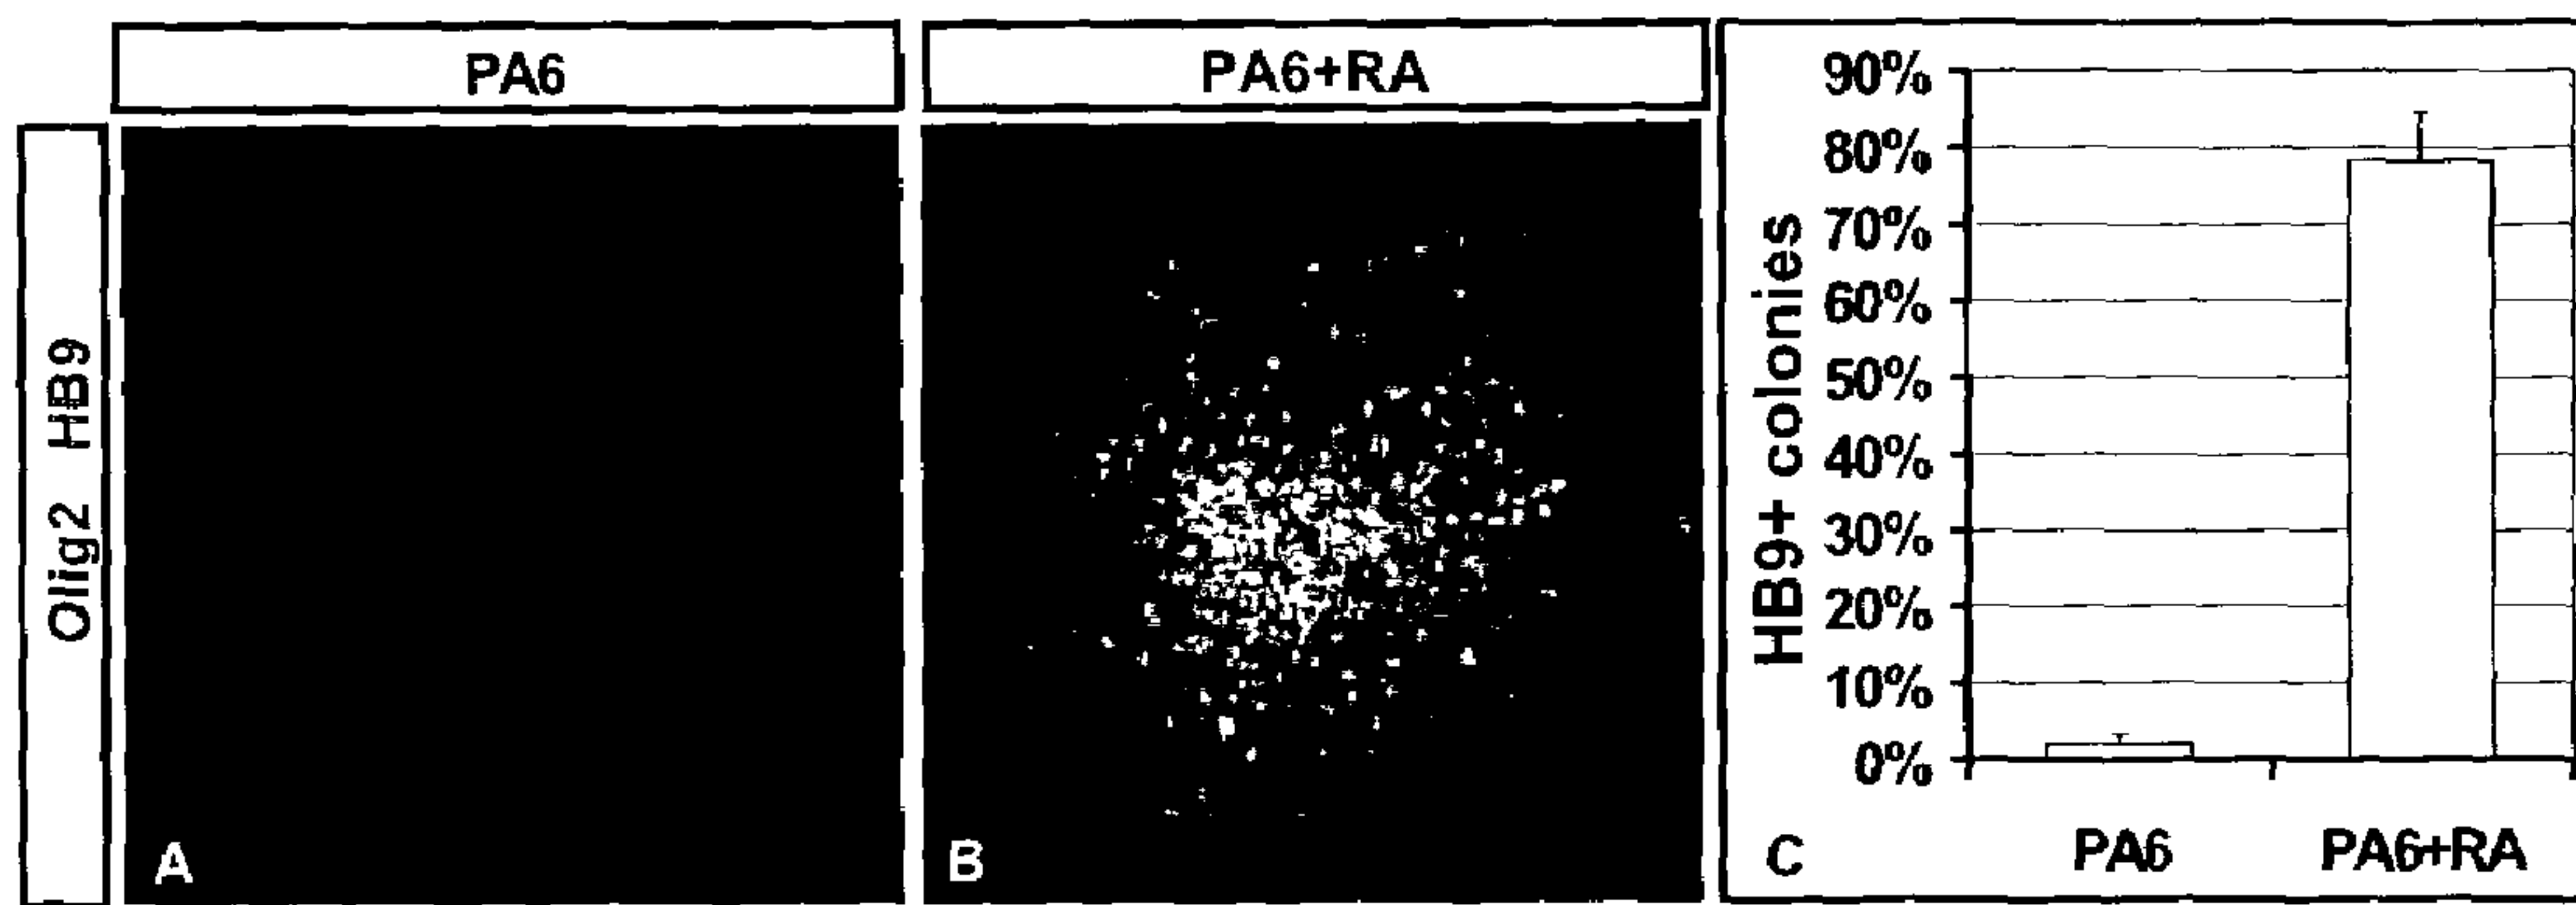 PA6
PA6+RA
Olig2 HB9
A
B
HB9+ colonies
90%
80%
70%
60%
50%
40%
30%
20%
10%
0%
C
PA6
PA6+RA